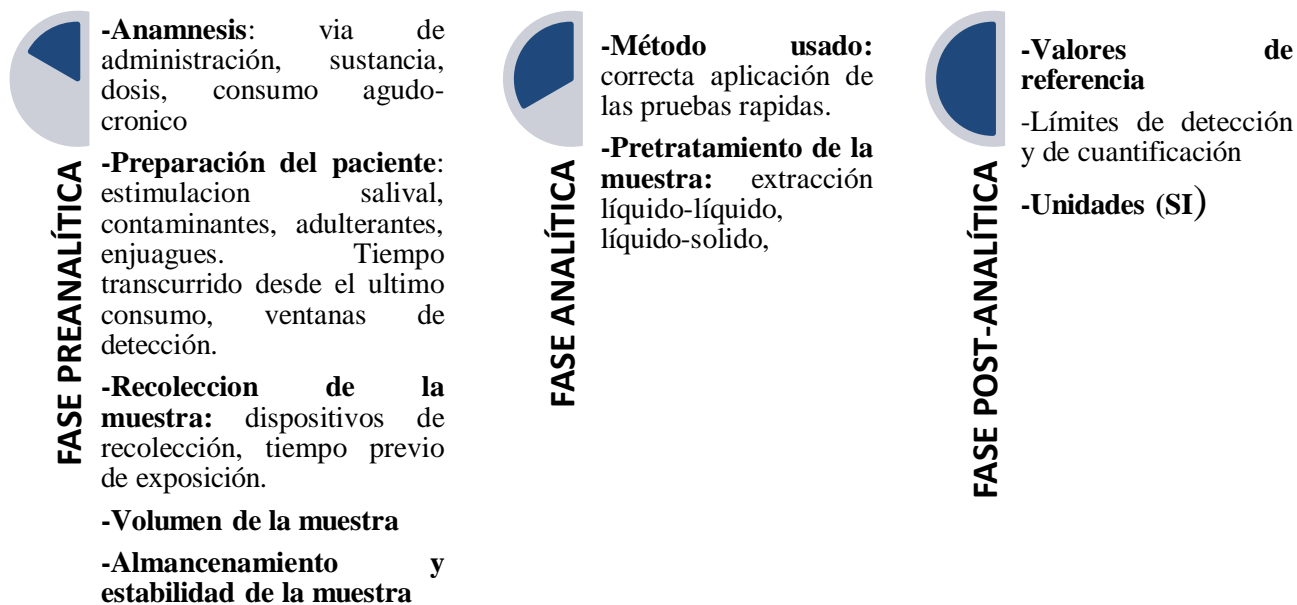 FASE PREANALÍTICA
-Anamnesis: via de
administración, sustancia,
dosis, consumo agudo-
cronico
-Preparación del paciente:
estimulacion salival,
contaminantes, adulterantes,
enjuagues. Tiempo
transcurrido desde el ultimo
consumo, ventanas de
detección.
-Recoleccion de la
muestra: dispositivos de
recolección, tiempo previo
de exposición.
-Volumen de la muestra
-Almancenamiento y
estabilidad de la muestra
FASE ANALÍTICA
-Método usado:
correcta aplicación de
las pruebas rapidas.
-Pretratamiento de la
muestra: extracción
líquido-líquido,
líquido-solido,
FASE POST-ANALÍTICA
-Valores de
referencia
-Límites de detección
y de cuantificación
-Unidades (SI)